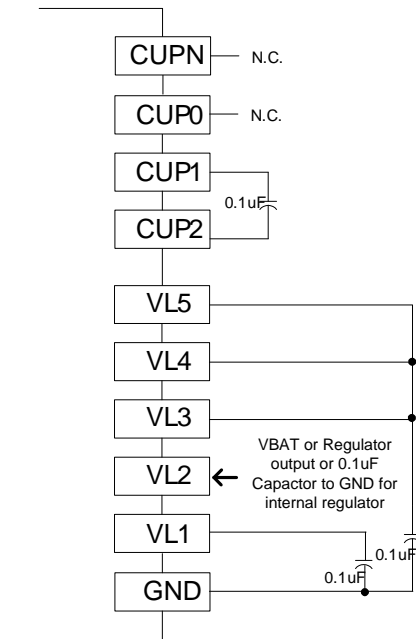 CUPN
N.C.
CUP0
N.C.
CUP1
0.1uF
CUP2
VL5
VL4
VL3
VBAT or Regulator
output or 0.1uF
Capactor to GND for
internal regulator
VL2
VL1
0.1uF
0.1uF
GND